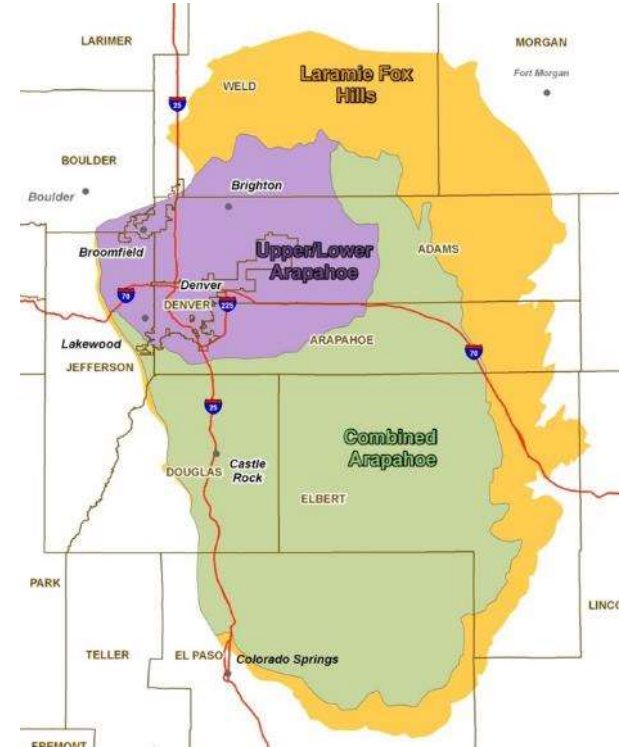 LARIMER
MORGAN
Laramie Fox
Hills
WELD
Fort Morgan
25
BOULDER
Boulder
Brighton
Broomfield
Upper/Lower
Arapahoe
ADAMS
Denver
70
DENVER
225
Lakewood
ARAPAHOE
70
JEFFERSON
25
Combined
Arapahoe
Castle
Rock
DOUGLAS
ELBERT
PARK
LINCO
TELLER
EL PASO
Colorado Springs
FREMONT